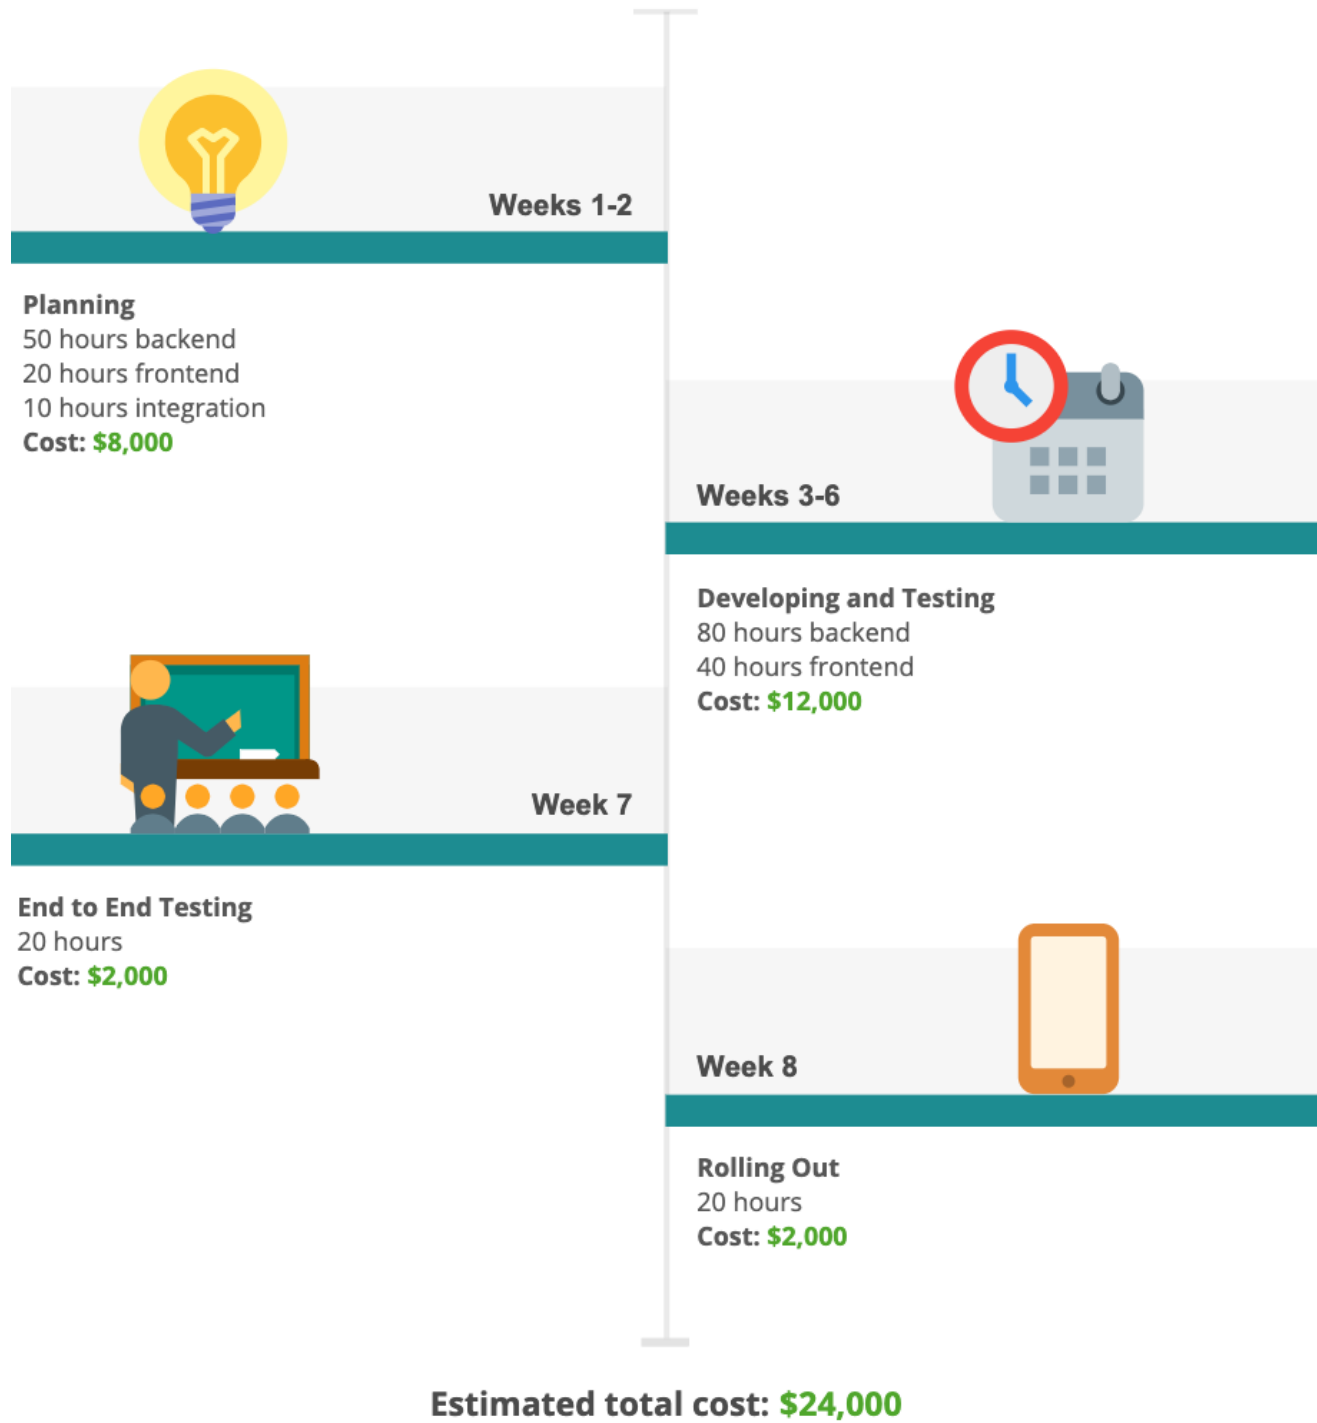 Weeks 1-2
Planning
50 hours backend
20 hours frontend
10 hours integration
Cost: $8,000
Weeks 3-6
Developing and Testing
80 hours backend
40 hours frontend
Cost: $12,000
Week 7
End to End Testing
20 hours
Cost: $2,000
Week 8
Rolling Out
20 hours
Cost: $2,000
Estimated total cost: $24,000